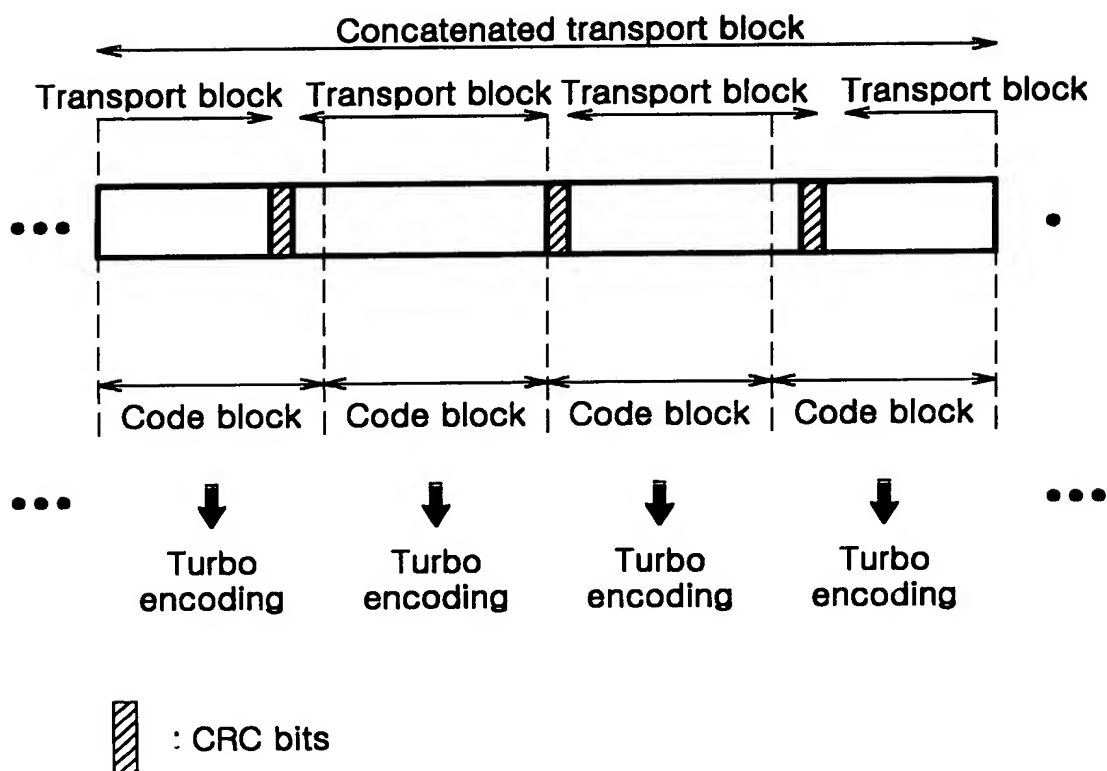 Concatenated transport block
Transport block Transport block Transport block Transport block
Code block Code block Code block Code block
Turbo encoding Turbo encoding Turbo encoding Turbo encoding
: CRC bits